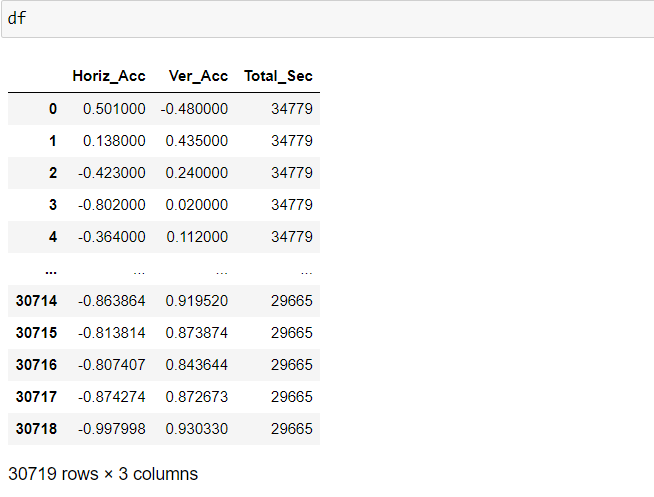 df
Horiz_Acc Ver_Acc Total_Sec
0 0.501000 -0.480000 34779
1 0.138000 0.435000 34779
2 -0.423000 0.240000 34779
3 -0.802000 0.020000 34779
4 -0.364000 0.112000 34779
... ... ... ...
30714 -0.863864 0.919520 29665
30715 -0.813814 0.873874 29665
30716 -0.807407 0.843644 29665
30717 -0.874274 0.872673 29665
30718 -0.997998 0.930330 29665
30719 rows × 3 columns